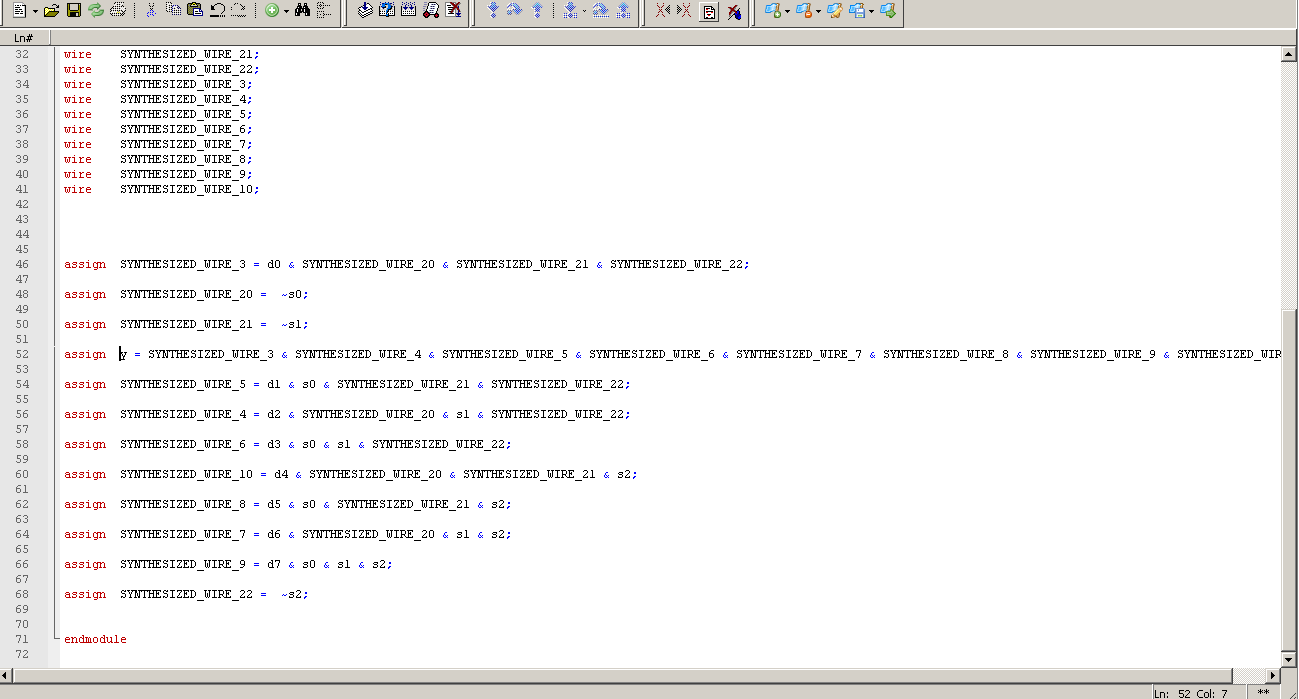 Ln#
32 wire SYNTHESIZED_WIRE_21;
33 wire SYNTHESIZED_WIRE_22;
34 wire SYNTHESIZED_WIRE_3;
35 wire SYNTHESIZED_WIRE_4;
36 wire SYNTHESIZED_WIRE_5;
37 wire SYNTHESIZED_WIRE_6;
38 wire SYNTHESIZED_WIRE_7;
39 wire SYNTHESIZED_WIRE_8;
40 wire SYNTHESIZED_WIRE_9;
41 wire SYNTHESIZED_WIRE_10;
42
43
44
45
46 assign SYNTHESIZED_WIRE_3 = d0 & SYNTHESIZED_WIRE_20 & SYNTHESIZED_WIRE_21 & SYNTHESIZED_WIRE_22;
47
48 assign SYNTHESIZED_WIRE_20 = ~s0;
49
50 assign SYNTHESIZED_WIRE_21 = ~s1;
51
52 assign y = SYNTHESIZED_WIRE_3 & SYNTHESIZED_WIRE_4 & SYNTHESIZED_WIRE_5 & SYNTHESIZED_WIRE_6 & SYNTHESIZED_WIRE_7 & SYNTHESIZED_WIRE_8 & SYNTHESIZED_WIRE_9 & SYNTHESIZED_WIR
53
54 assign SYNTHESIZED_WIRE_5 = d1 & s0 & SYNTHESIZED_WIRE_21 & SYNTHESIZED_WIRE_22;
55
56 assign SYNTHESIZED_WIRE_4 = d2 & SYNTHESIZED_WIRE_20 & s1 & SYNTHESIZED_WIRE_22;
57
58 assign SYNTHESIZED_WIRE_6 = d3 & s0 & s1 & SYNTHESIZED_WIRE_22;
59
60 assign SYNTHESIZED_WIRE_10 = d4 & SYNTHESIZED_WIRE_20 & SYNTHESIZED_WIRE_21 & s2;
61
62 assign SYNTHESIZED_WIRE_8 = d5 & s0 & SYNTHESIZED_WIRE_21 & s2;
63
64 assign SYNTHESIZED_WIRE_7 = d6 & SYNTHESIZED_WIRE_20 & s1 & s2;
65
66 assign SYNTHESIZED_WIRE_9 = d7 & s0 & s1 & s2;
67
68 assign SYNTHESIZED_WIRE_22 = ~s2;
69
70
71 endmodule
72
Ln: 52 Col: 7 **